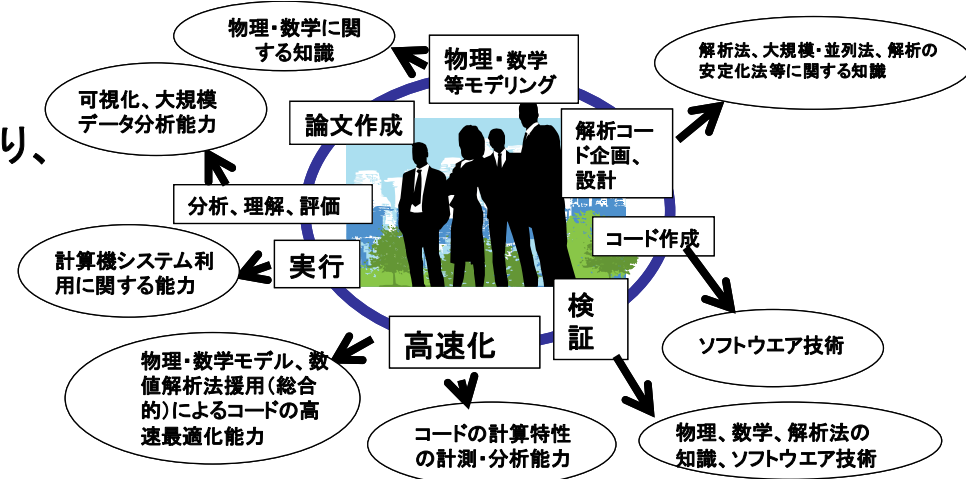 物理・数学に関
する知識
物理・数学
等モデリング
解析法、大規模・並列法、解析の
安定化法等に関する知識
可視化、大規模
データ分析能力
論文作成
解析コー
ド企画、
設計
り、
分析、理解、評価
コード作成
計算機システム利
用に関する能力
実行
検
証
高速化
ソフトウエア技術
物理・数学モデル、数
値解析法援用(総合
的)によるコードの高
速最適化能力
コードの計算特性
の計測・分析能力
物理、数学、解析法の
知識、ソフトウエア技術